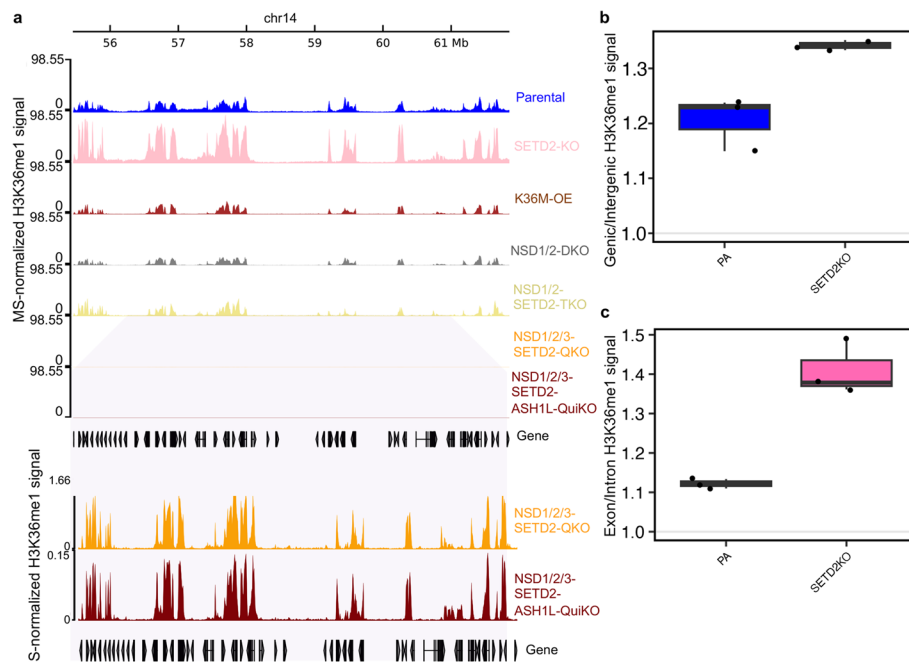 a
chr14
56 57 58 59 60 61 Mb
MS-normalized H3K36me1 signal
98.55
Parental
0
98.55
SETD2-KO
0
98.55
K36M-OE
0
98.55
NSD1/2-DKO
0
98.55
NSD1/2-
SETD2-TKO
0
98.55
NSD1/2/3-
SETD2-QKO
0
98.55
NSD1/2/3-
SETD2-
ASH1L-QuiKO
0
Gene
S-normalized H3K36me1 signal
1.66
NSD1/2/3-
SETD2-QKO
0
0.15
NSD1/2/3-
SETD2-
ASH1L-QuiKO
0
Gene
b
Genic/Intergenic H3K36me1 signal
1.3
1.2
1.1
1.0
PA
SETD2KO
c
Exon/Intron H3K36me1 signal
1.5
1.4
1.3
1.2
1.1
1.0
PA
SETD2KO